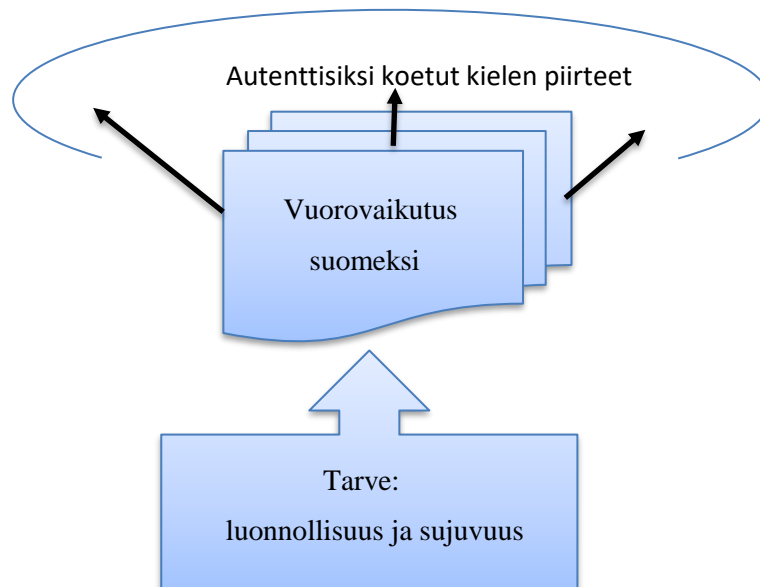 Autenttisiksi koetut kielen piirteet
Vuorovaikutus
suomeksi
Tarve:
luonnollisuus ja sujuvuus